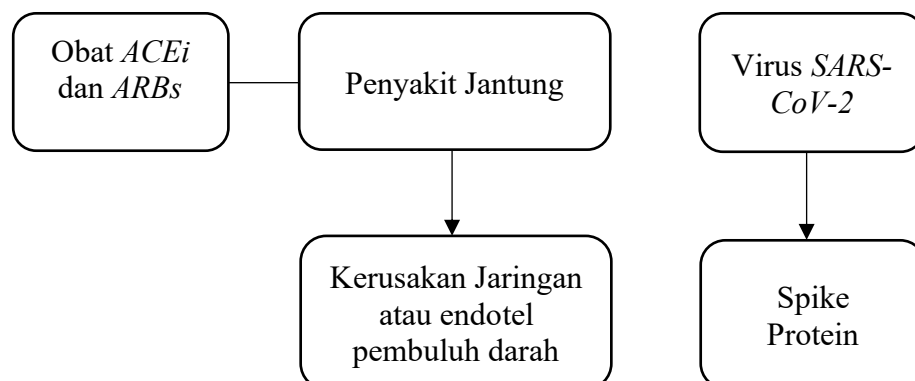 Obat ACEi
dan ARBs
Penyakit Jantung
Virus SARS-
CoV-2
Kerusakan Jaringan
atau endotel
pembuluh darah
Spike
Protein